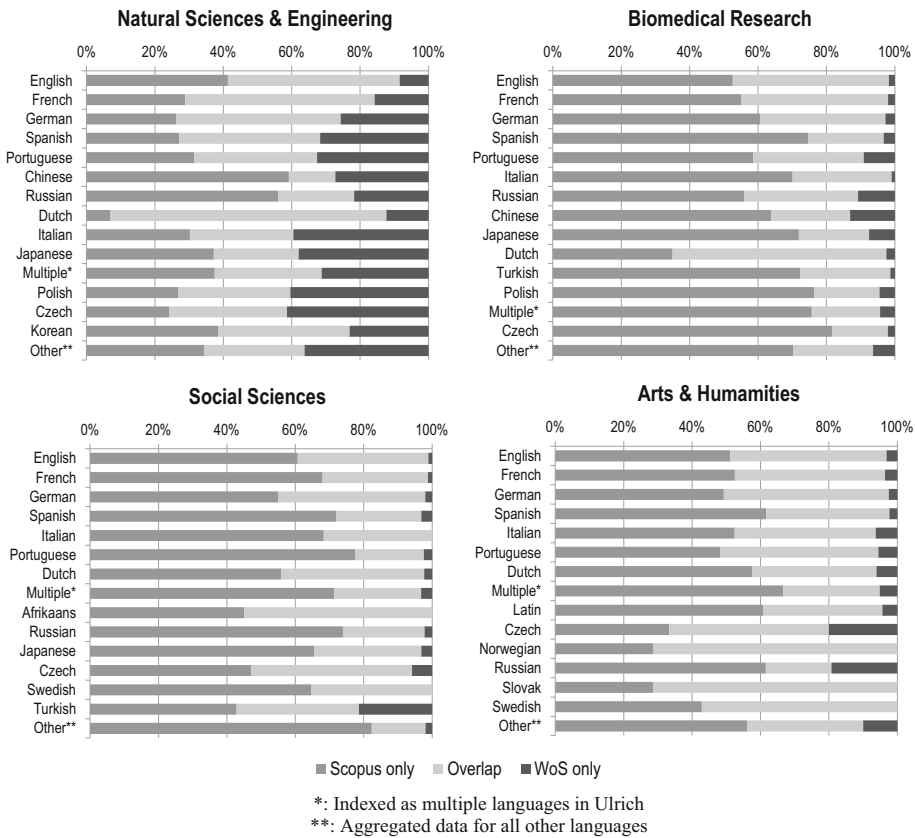 Natural Sciences & Engineering
0% 20% 40% 60% 80% 100%
English
French
German
Spanish
Portuguese
Chinese
Russian
Dutch
Italian
Japanese
Multiple*
Polish
Czech
Korean
Other**
Biomedical Research
0% 20% 40% 60% 80% 100%
English
French
German
Spanish
Portuguese
Italian
Russian
Chinese
Japanese
Dutch
Turkish
Polish
Multiple*
Czech
Other**
Social Sciences
0% 20% 40% 60% 80% 100%
English
French
German
Spanish
Italian
Portuguese
Dutch
Multiple*
Afrikaans
Russian
Japanese
Czech
Swedish
Turkish
Other**
Arts & Humamities
0% 20% 40% 60% 80% 100%
English
French
German
Spanish
Italian
Portuguese
Dutch
Multiple*
Latin
Czech
Norwegian
Russian
Slovak
Swedish
Other**
Scopus only Overlap WoS only
*: Indexed as multiple languages in Ulrich
**: Aggregated data for all other languages